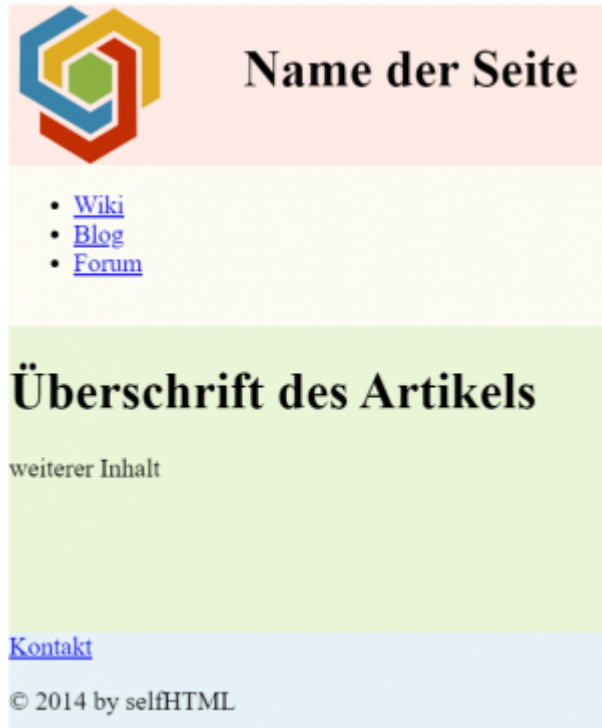 Name der Seite
Wiki
Blog
Forum
Überschrift des Artikels
weiterer Inhalt
Kontakt
© 2014 by selfHTML